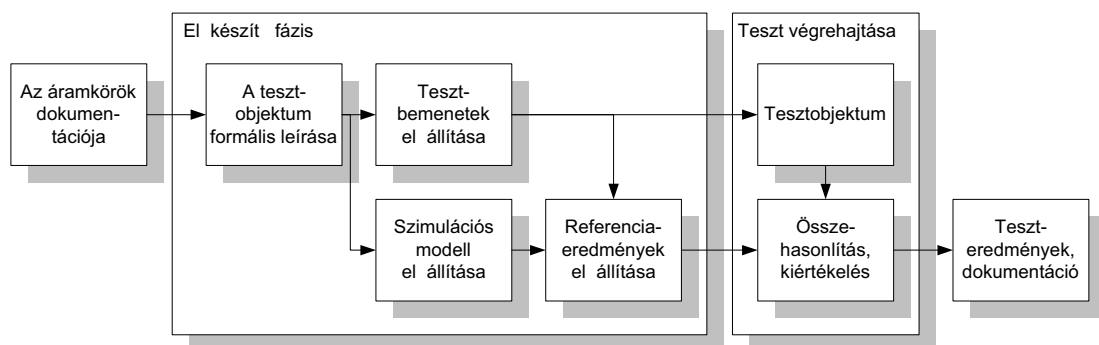 El készít fázis
Teszt végrehajtása
Az áramkörök
dokumen-
tációja
A teszt-
objektum
formális leírása
Teszt-
bemenetek
el állítása
Tesztobjektum
Szimulációs
modell
el állítása
Referencia-
eredmények
el állítása
Össze-
hasonlítás,
kiértékelés
Teszt-
eredmények,
dokumentáció